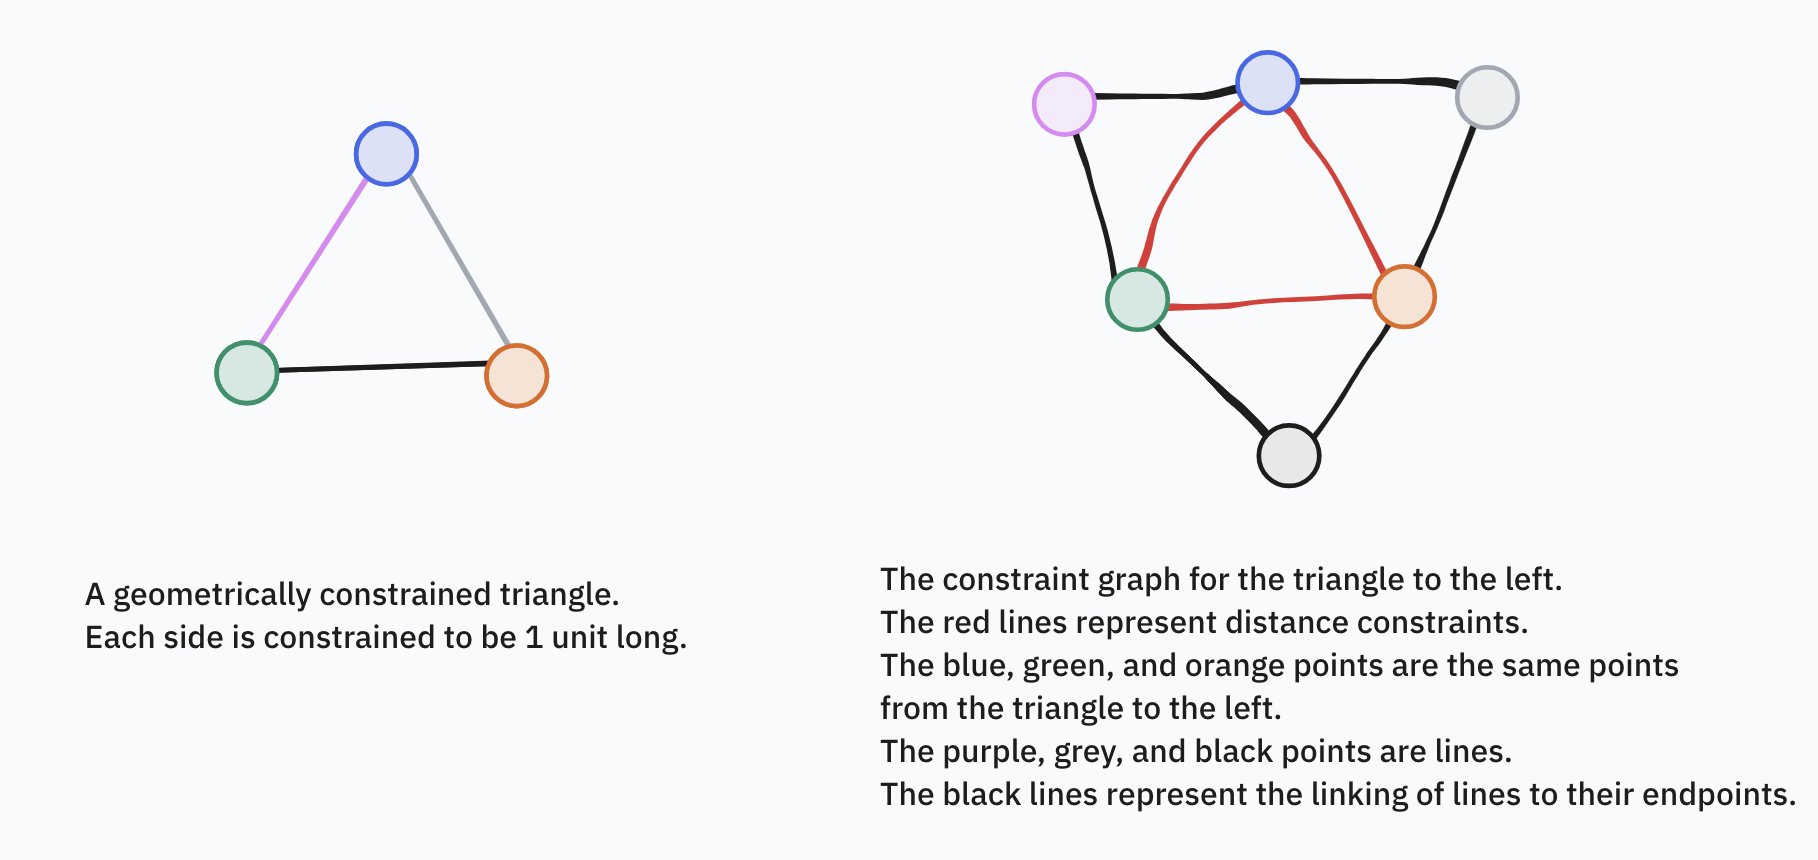 A geometrically constrained triangle.
Each side is constrained to be 1 unit long.
The constraint graph for the triangle to the left.
The red lines represent distance constraints.
The blue, green, and orange points are the same points
from the triangle to the left.
The purple, grey, and black points are lines.
The black lines represent the linking of lines to their endpoints.